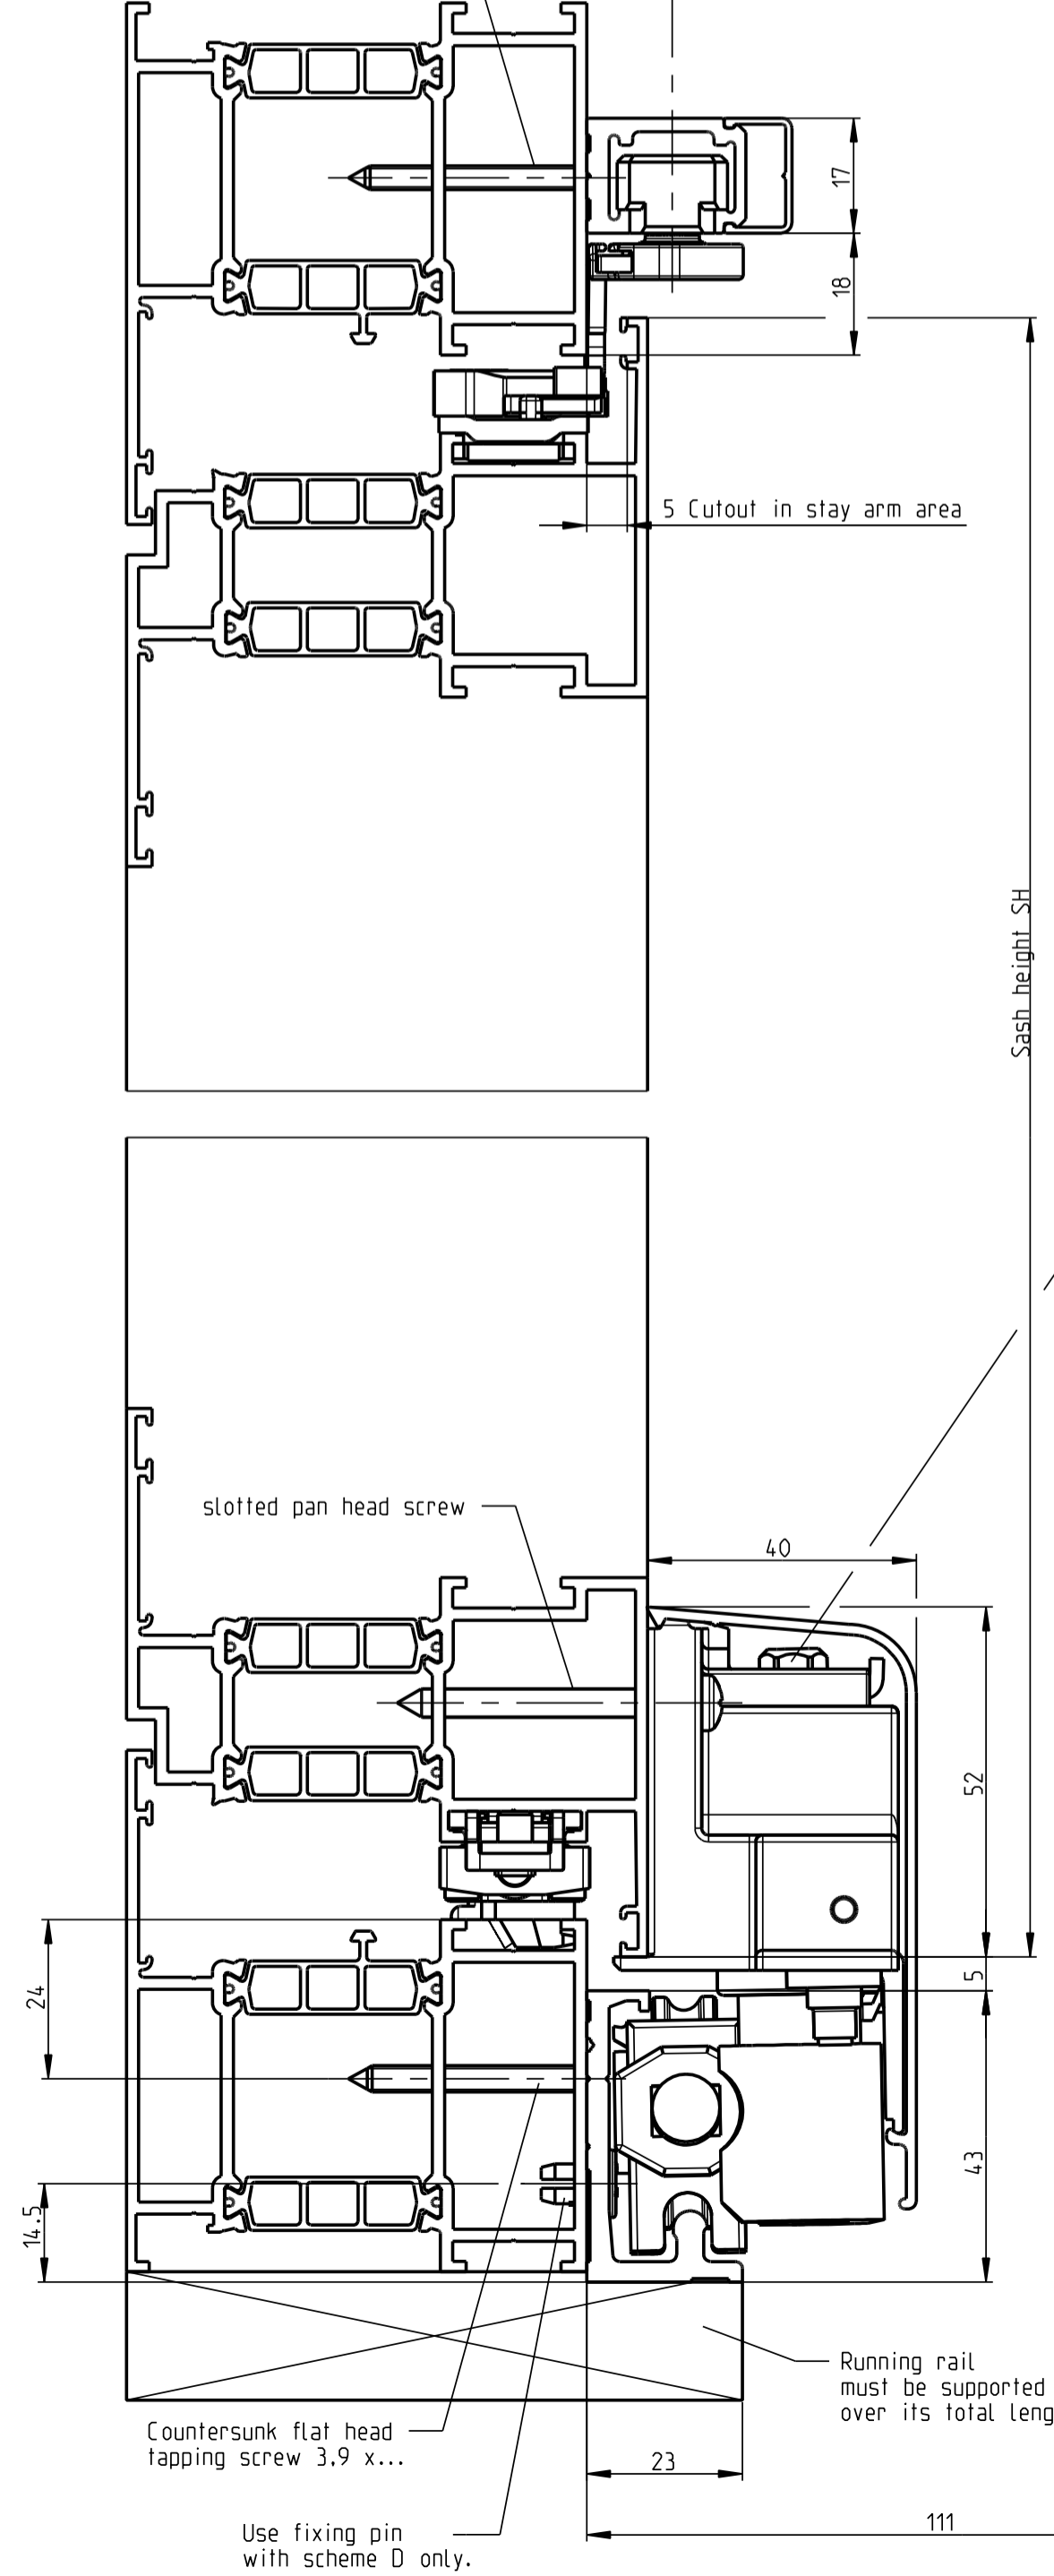 17
18
5 Cutout in stay arm area
Sash height SH
slotted pan head screw
40
52
24
5
43
14.5
Running rail
must be supported
over its total leng
Countersunk flat head
tapping screw 3,9 x...
23
111
Use fixing pin
with scheme D only.